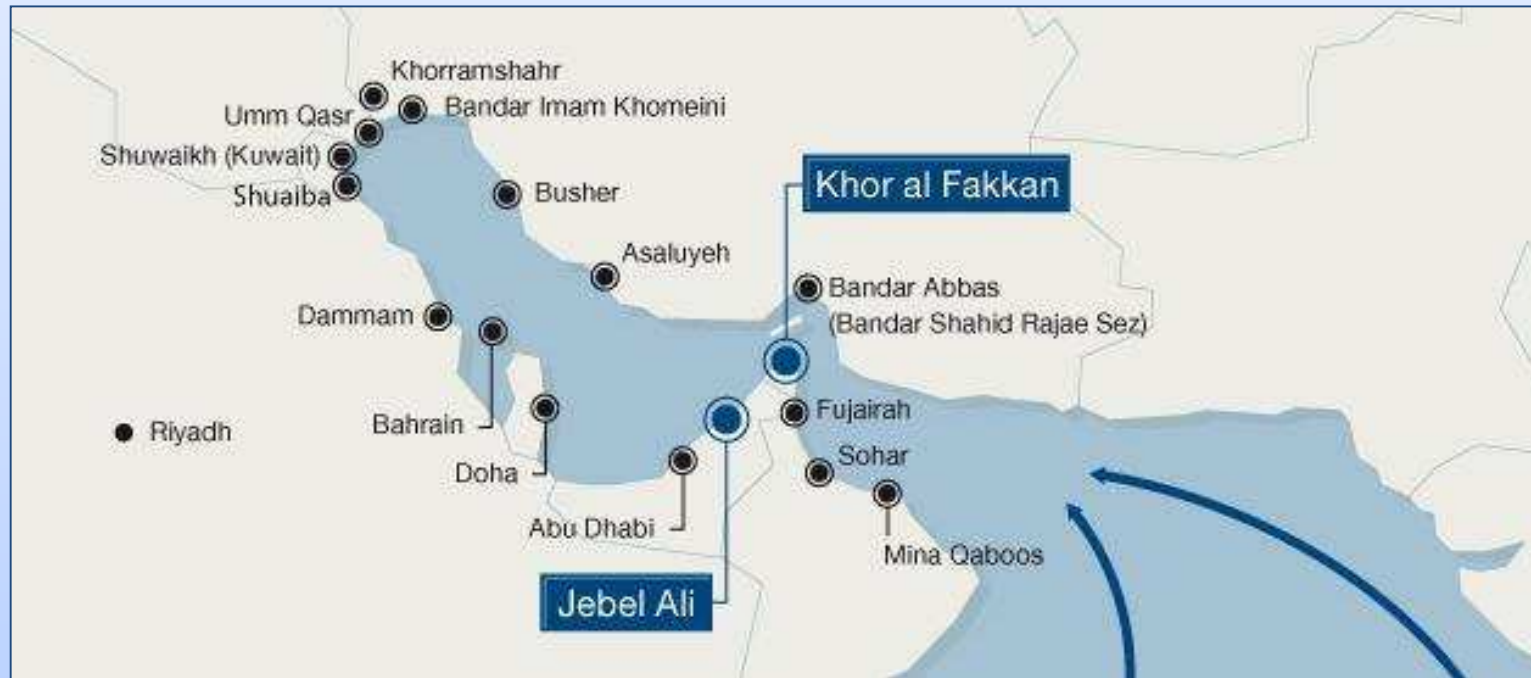 Khorramshahr
Bandar Imam Khomeini
Umm Qasr
Shuwaikh (Kuwait)
Shuaiba
Busher
Khor al Fakkan
Asaluyeh
Bandar Abbas
(Bandar Shahid Rajae Sez)
Dammam
Bahrain
Riyadh
Fujairah
Doha
Sohar
Abu Dhabi
Mina Qaboos
Jebel Ali